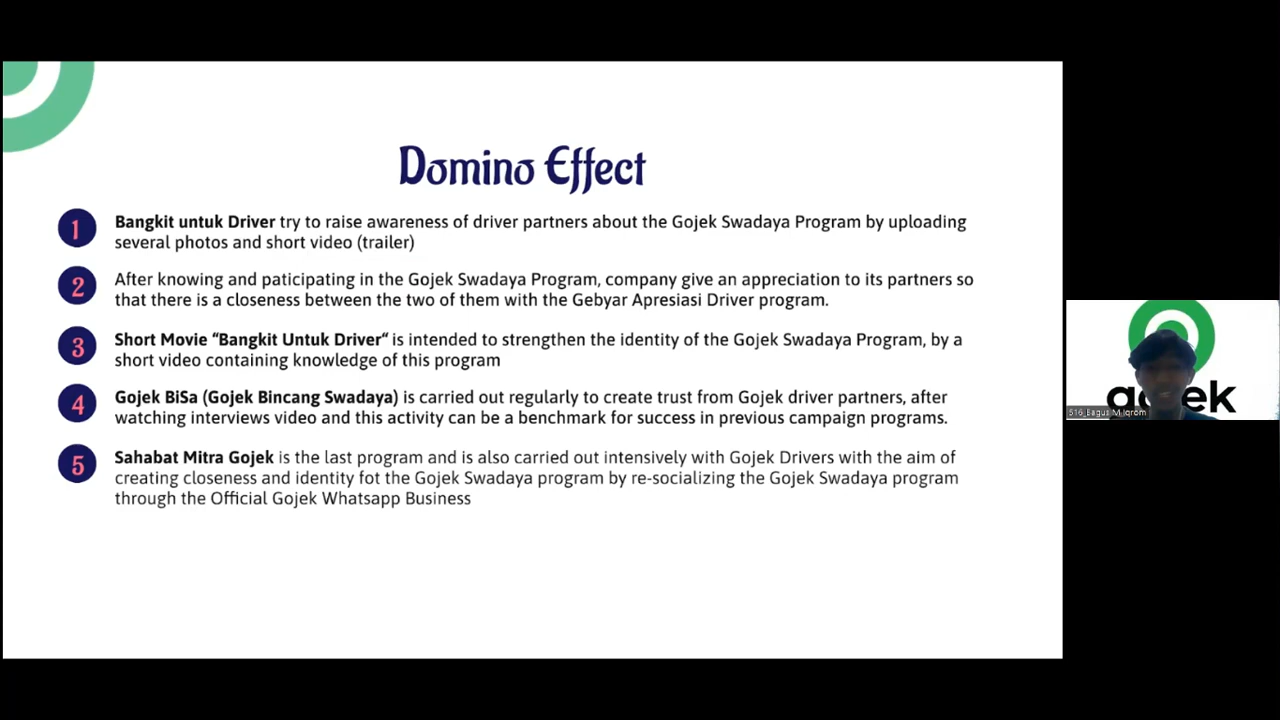 Domino Effect
1
Bangkit untuk Driver try to raise awareness of driver partners about the Gojek Swadaya Program by uploading
several photos and short video (trailer)
2
After knowing and paticipating in the Gojek Swadaya Program, company give an appreciation to its partners so
that there is a closeness between the two of them with the Gebyar Apresiasi Driver program.
3
Short Movie “Bangkit Untuk Driver“ is intended to strengthen the identity of the Gojek Swadaya Program, by a
short video containing knowledge of this program
4
Gojek BiSa (Gojek Bincang Swadaya) is carried out regularly to create trust from Gojek driver partners, after
watching interviews video and this activity can be a benchmark for success in previous campaign programs.
5
Sahabat Mitra Gojek is the last program and is also carried out intensively with Gojek Drivers with the aim of
creating closeness and identity fot the Gojek Swadaya program by re-socializing the Gojek Swadaya program
through the Official Gojek Whatsapp Business
gojek
516_Bagus M Iqrom